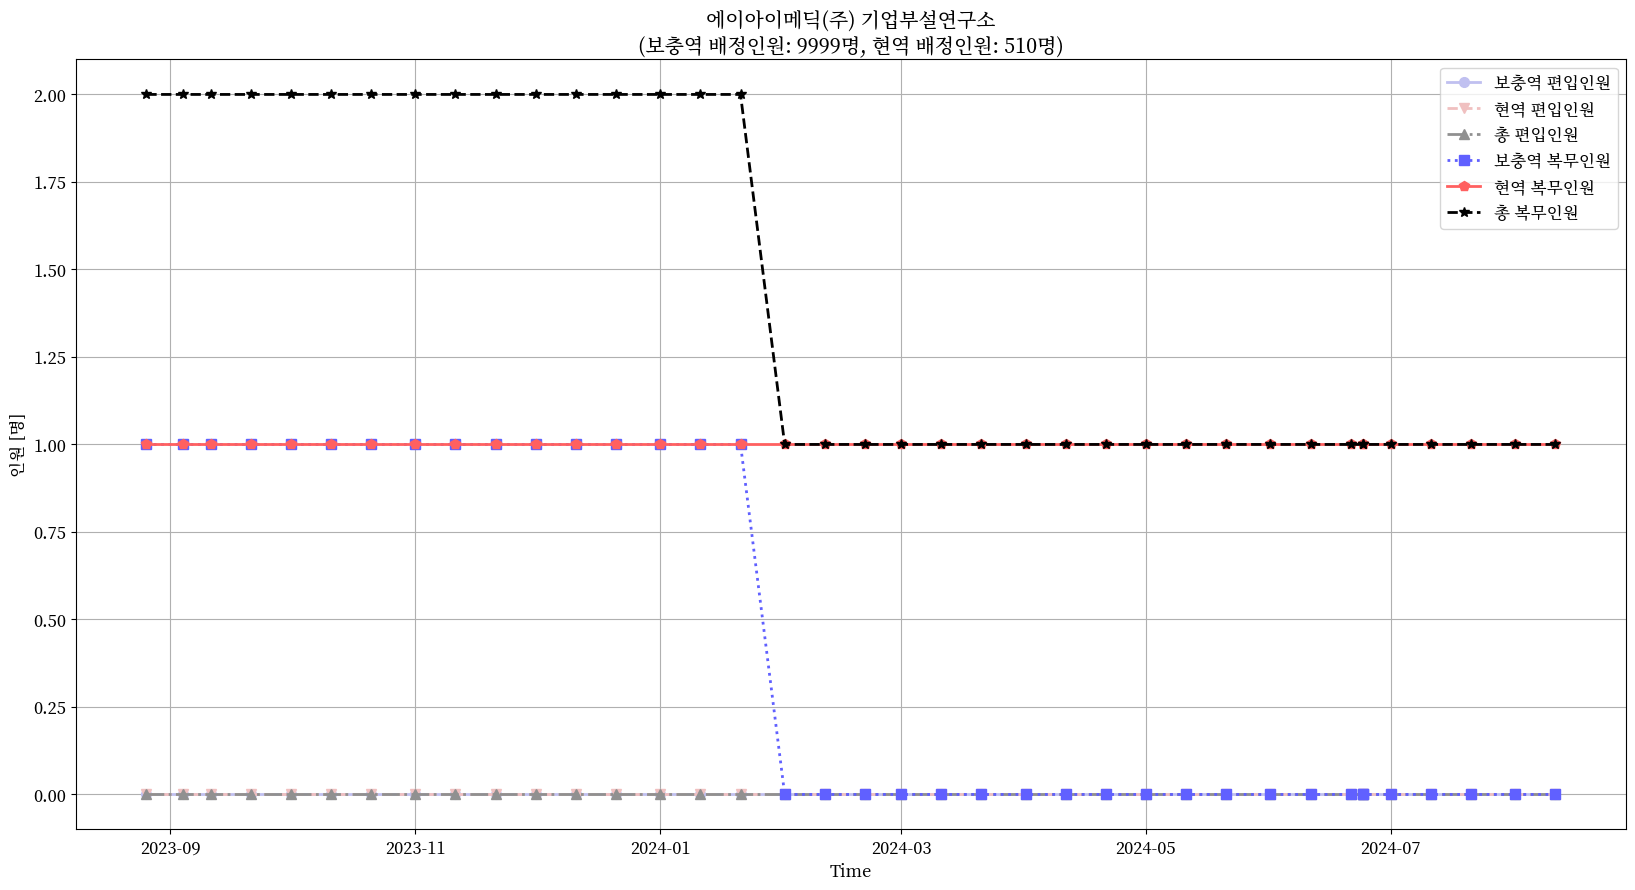 에이아이메딕(주) 기업부설연구소
(보충역 배정인원: 9999명, 현역 배정인원: 510명)
보충역 편입인원
현역 편입인원
총 편입인원
보충역 복무인원
현역 복무인원
총 복무인원
인원 [명]
2.00
1.75
1.50
1.25
1.00
0.75
0.50
0.25
0.00
2023-09
2023-11
2024-01
2024-03
2024-05
2024-07
Time